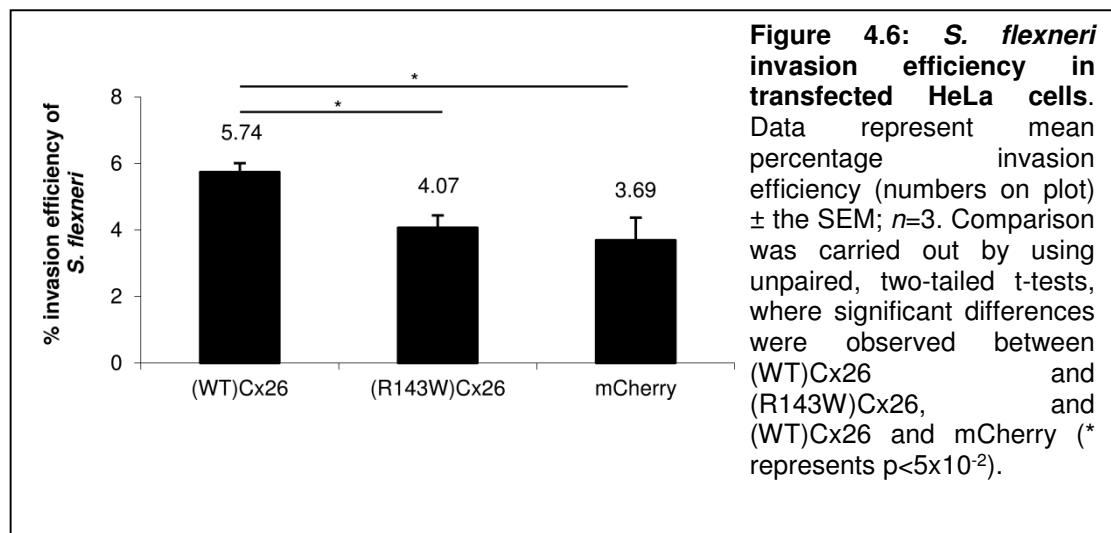 *
*
8
6
4
2
0
5.74
4.07
3.69
% invasion efficiency of
S. flexneri
(WT)Cx26
(R143W)Cx26
mCherry
Figure 4.6: S. flexneri
invasion efficiency in
transfected HeLa cells.
Data represent mean
percentage invasion
efficiency (numbers on plot)
± the SEM; n=3. Comparison
was carried out by using
unpaired, two-tailed t-tests,
where significant differences
were observed between
(WT)Cx26 and
(R143W)Cx26, and
(WT)Cx26 and mCherry (*
represents p<5x10⁻²).